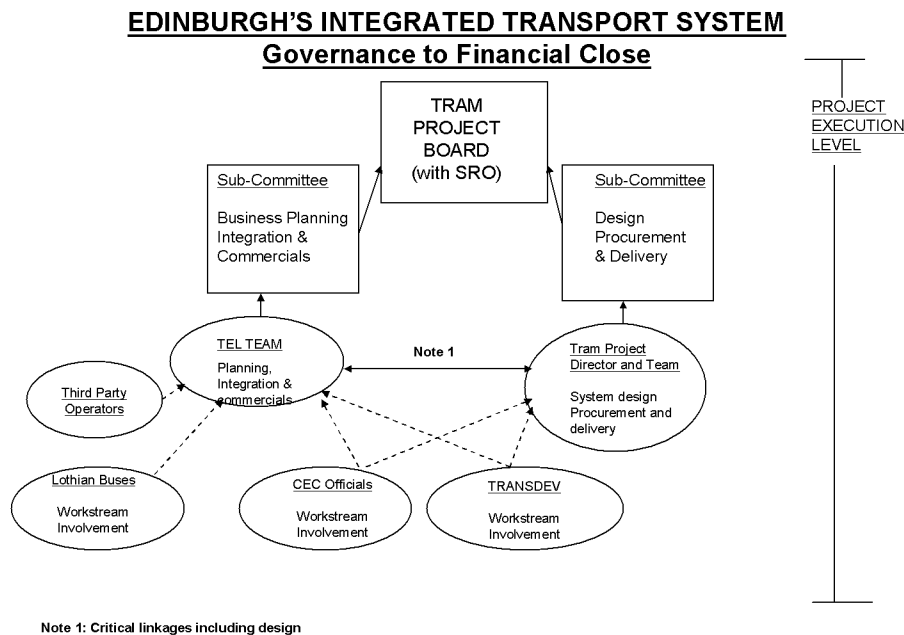 EDINBURGH'S INTEGRATED TRANSPORT SYSTEM
Governance to Financial Close
TRAM
PROJECT
BOARD
(with SRO)
PROJECT
EXECUTION
LEVEL
Sub-Committee
Business Planning
Integration &
Commercials
Sub-Committee
Design
Procurement
& Delivery
TEL TEAM
Planning,
Integration &
commercials
Note 1
Tram Project
Director and Team
System design
Procurement and
delivery
Third Party
Operators
Lothian Buses
Workstream
Involvement
CEC Officials
Workstream
Involvement
TRANSDEV
Workstream
Involvement
Note 1: Critical linkages including design